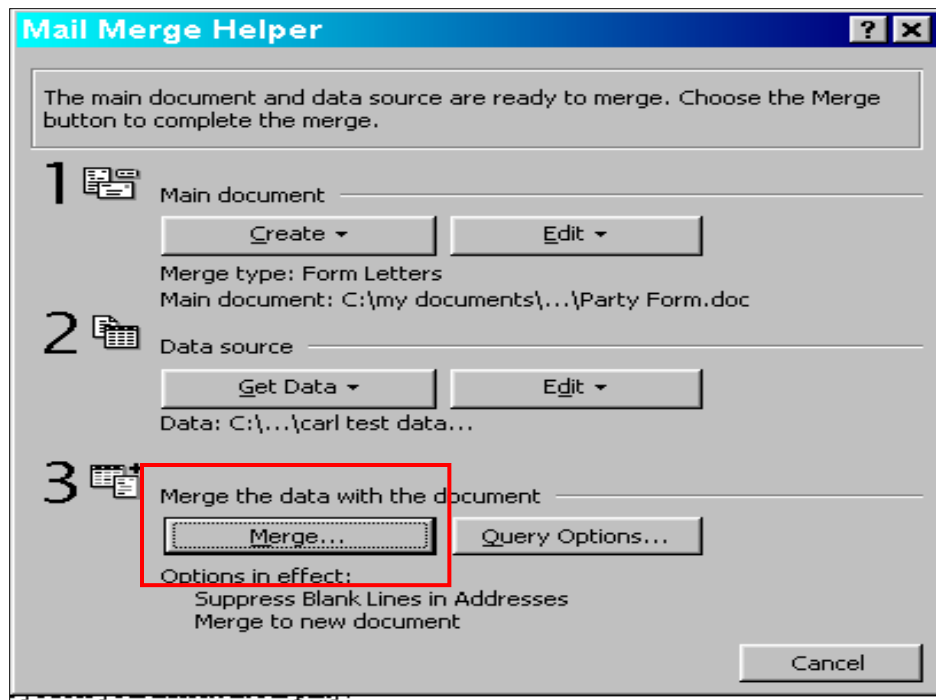 Mail Merge Helper
The main document and data source are ready to merge. Choose the Merge
button to complete the merge.
1
Main document
Create
Edit
Merge type: Form Letters
Main document: C:\my documents\...\Party Form.doc
2
Data source
Get Data
Edit
Data: C:\...\carl test data...
3
Merge the data with the document
Merge...
Query Options...
Options in effect:
Suppress Blank Lines in Addresses
Merge to new document
Cancel